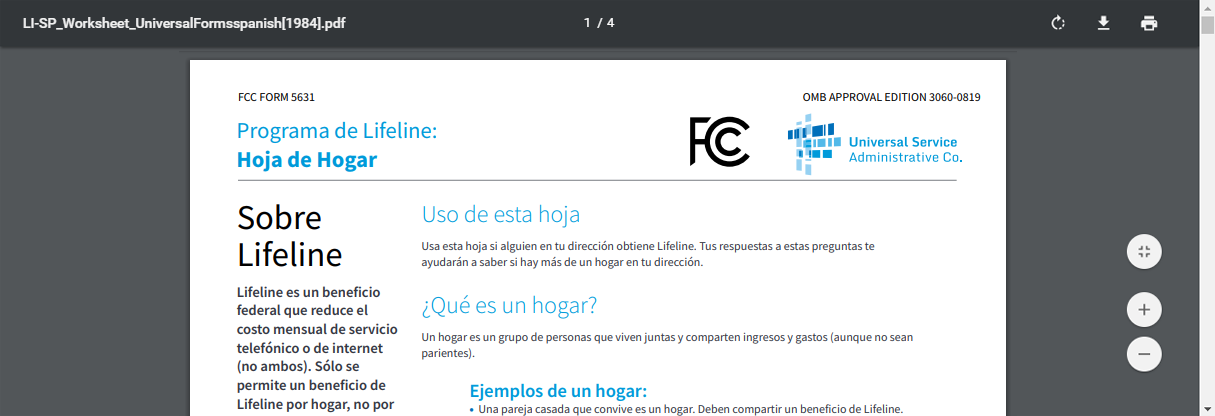 LI-SP_Worksheet_UniversalFormsspanish[1984].pdf
1 / 4
FCC FORM 5631
OMB APPROVAL EDITION 3060-0819
Programa de Lifeline:
Hoja de Hogar
FCC
Universal Service
Administrative Co.
Sobre
Lifeline
Lifeline es un beneficio
federal que reduce el
costo mensual de servicio
telefónico o de internet
(no ambos). Sólo se
permite un beneficio de
Lifeline por hogar, no por
Uso de esta hoja
Usa esta hoja si alguien en tu dirección obtiene Lifeline. Tus respuestas a estas preguntas te
ayudarán a saber si hay más de un hogar en tu dirección.
¿Qué es un hogar?
Un hogar es un grupo de personas que viven juntas y comparten ingresos y gastos (aunque no sean
parientes).
Ejemplos de un hogar:
• Una pareja casada que convive es un hogar. Deben compartir un beneficio de Lifeline.